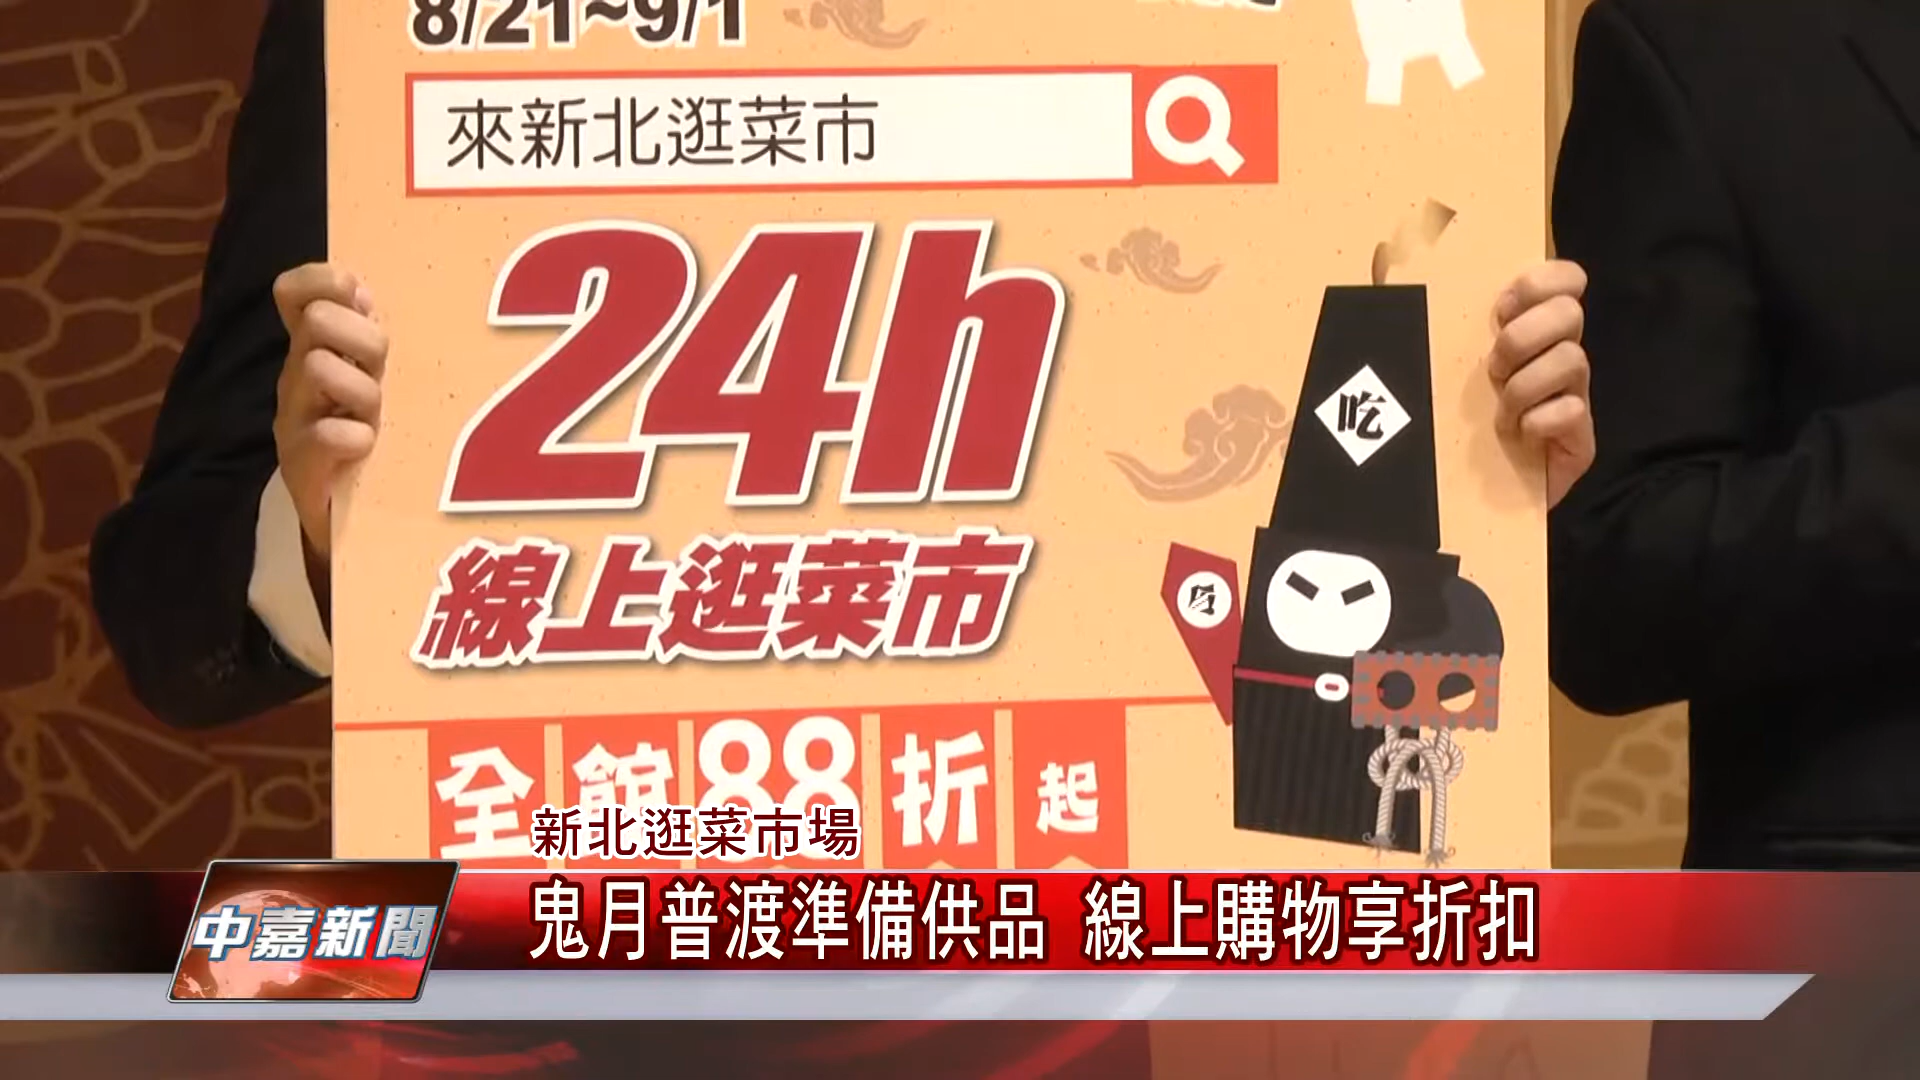 8/21~9/1
來新北逛菜市
24h
吃
線上逛菜市
全館88折起
新北逛菜市場
鬼月普渡準備供品 線上購物享折扣
中嘉新聞